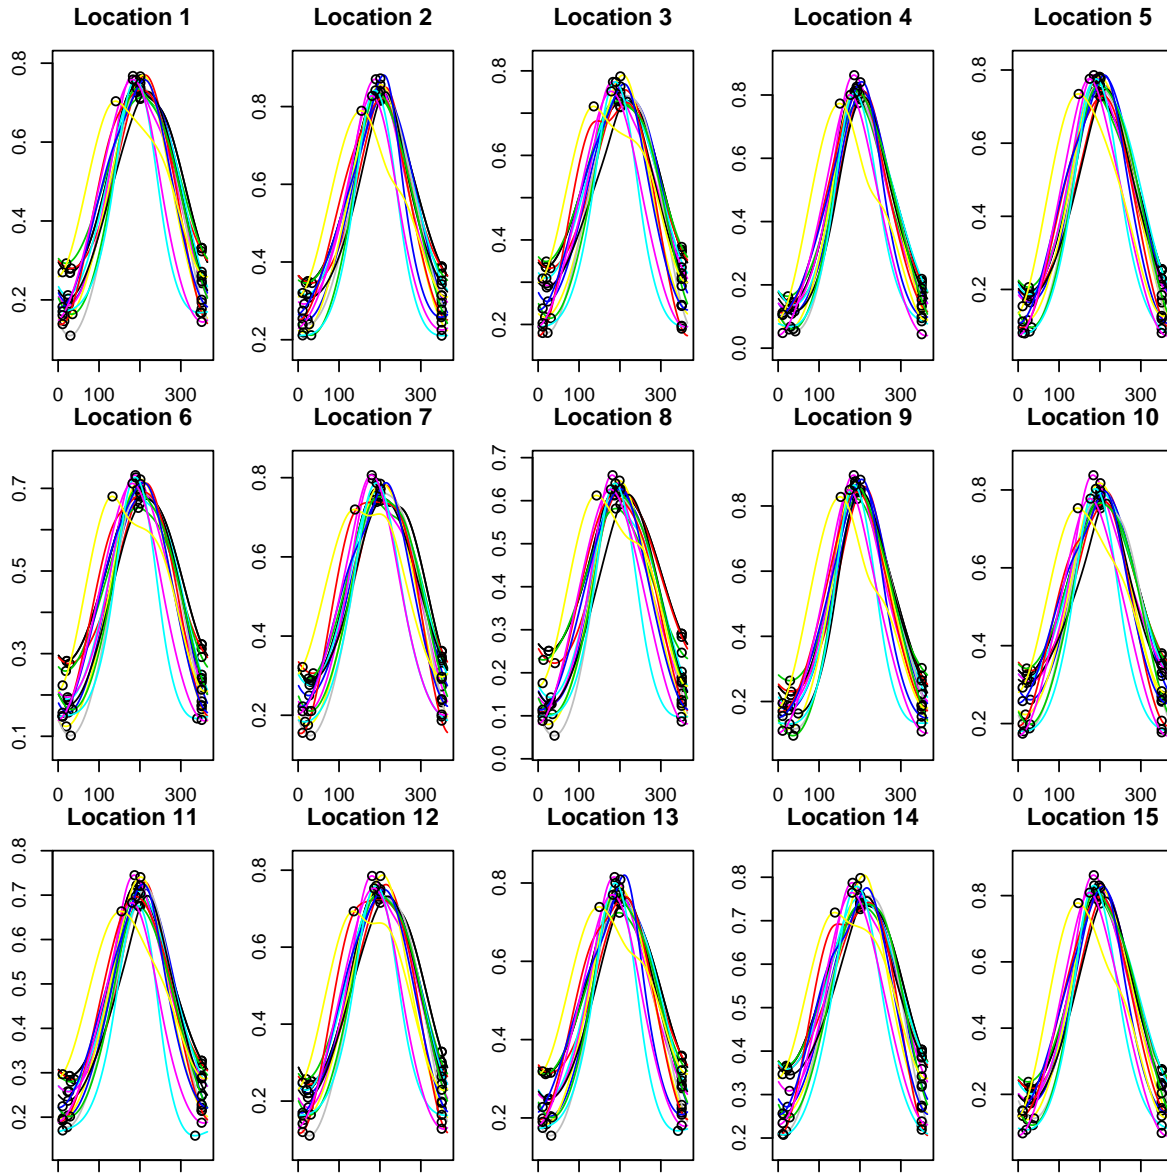 Location 1
0.2 0.4 0.6 0.8
0 100 300
Location 2
0.2 0.4 0.6 0.8
0 100 300
Location 3
0.2 0.4 0.6 0.8
0 100 300
Location 4
0.0 0.2 0.4 0.6 0.8
0 100 300
Location 5
0.2 0.4 0.6 0.8
0 100 300
Location 6
0.1 0.3 0.5 0.7
0 100 300
Location 7
0.2 0.4 0.6 0.8
0 100 300
Location 8
0.0 0.1 0.2 0.3 0.4 0.5 0.6 0.7
0 100 300
Location 9
0.2 0.4 0.6 0.8
0 100 300
Location 10
0.2 0.4 0.6 0.8
0 100 300
Location 11
0.2 0.3 0.4 0.5 0.6 0.7 0.8
Location 12
0.2 0.4 0.6 0.8
Location 13
0.2 0.4 0.6 0.8
Location 14
0.2 0.3 0.4 0.5 0.6 0.7 0.8
Location 15
0.2 0.4 0.6 0.8